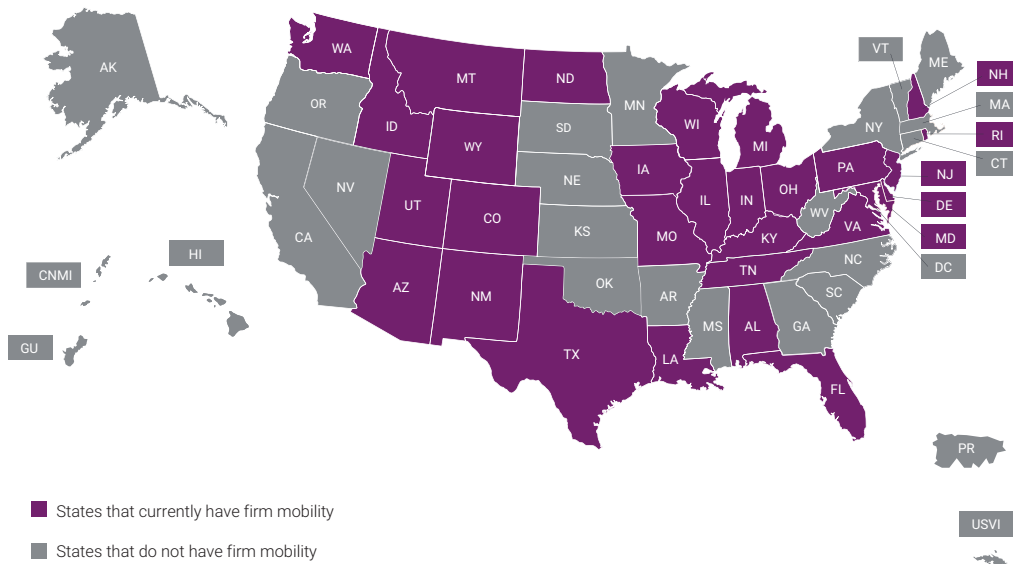 WA
MT
ND
MN
VT
ME
NH
AK
OR
ID
SD
WI
MI
NY
MA
RI
CT
WY
NE
IA
PA
NJ
NV
UT
CO
KS
MO
IL
IN
OH
WV
VA
DE
MD
DC
CA
KY
HI
CNMI
AZ
NM
OK
AR
TN
NC
SC
GU
TX
LA
MS
AL
GA
FL
PR
States that currently have firm mobility
USVI
States that do not have firm mobility